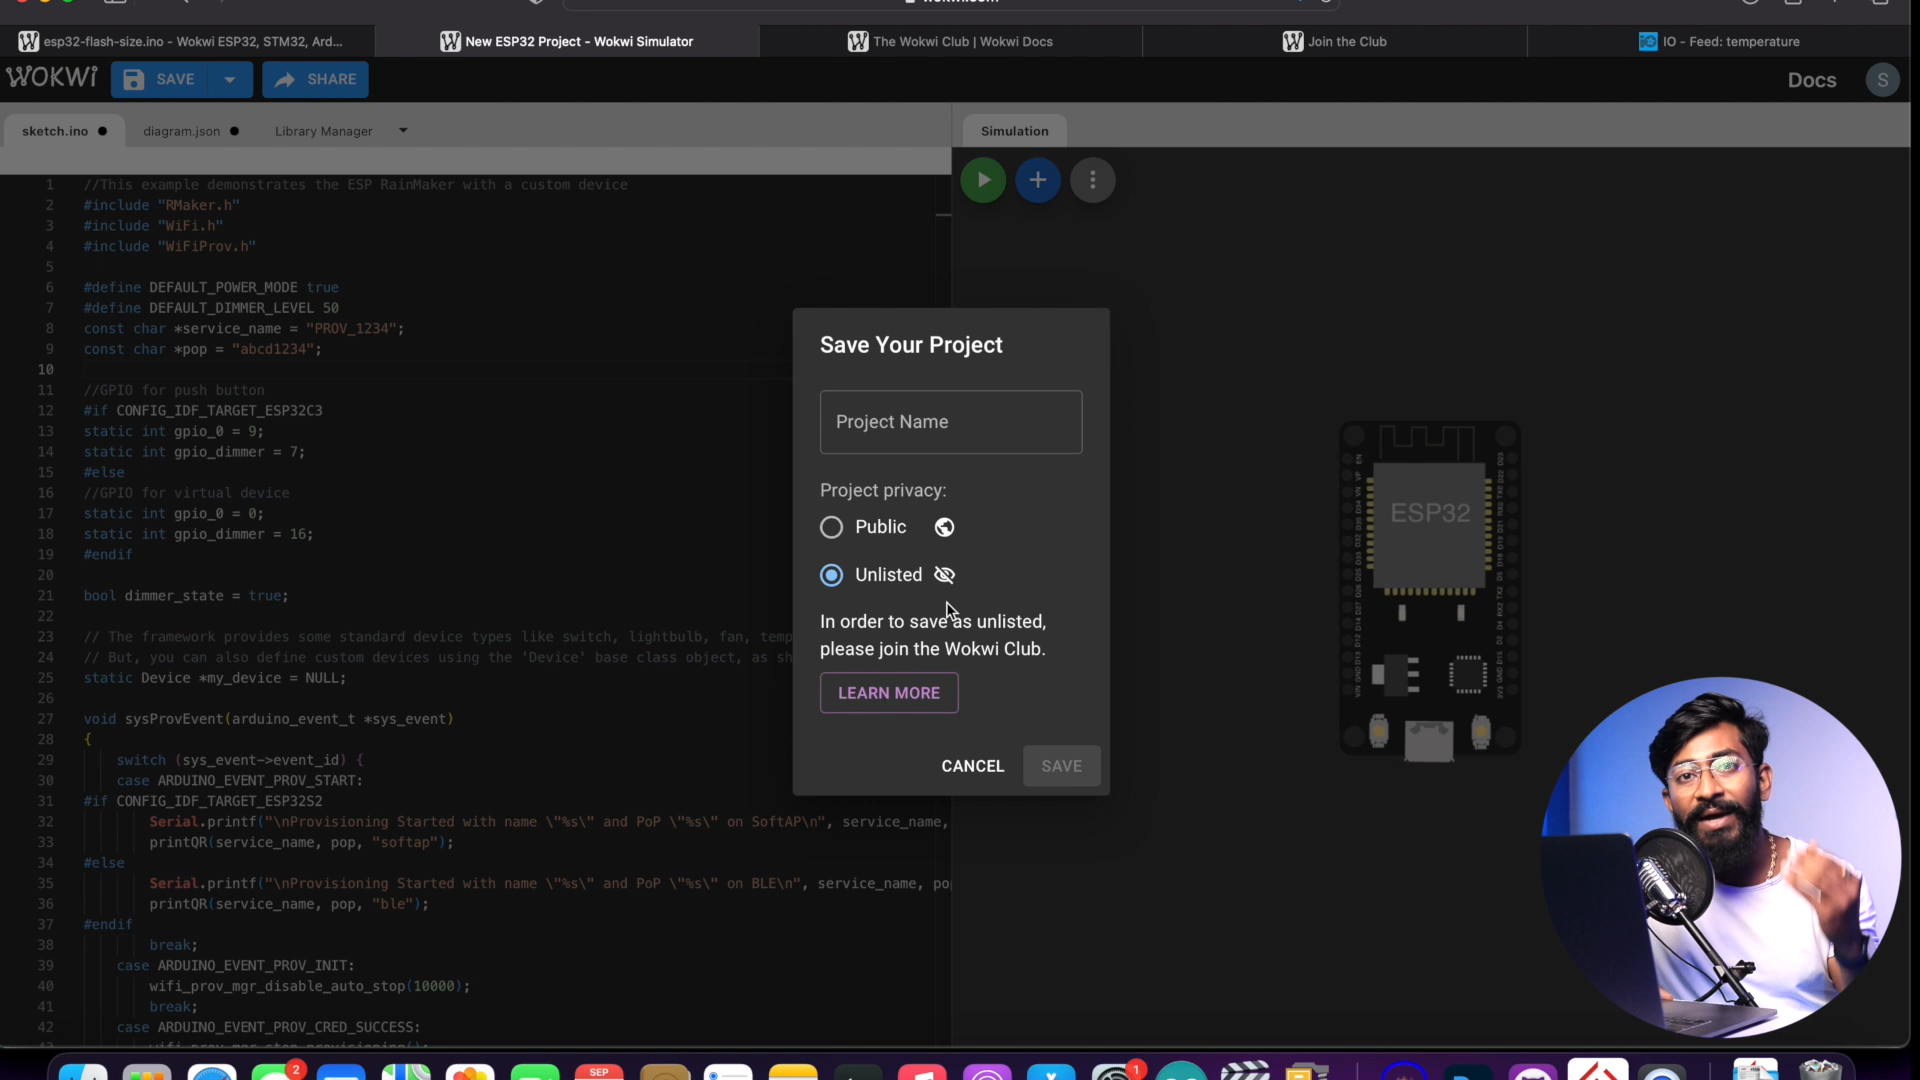 esp32-flash-size.ino - Wokwi ESP32, STM32, Ard...
New ESP32 Project - Wokwi Simulator
The Wokwi Club | Wokwi Docs
Join the Club
IO - Feed: temperature
WOKWi
SAVE
SHARE
Docs
S
sketch.ino
diagram.json
Library Manager
Simulation
1 //This example demonstrates the ESP RainMaker with a custom device
2 #include "RMaker.h"
3 #include "WiFi.h"
4 #include "WiFiProv.h"
5
6 #define DEFAULT_POWER_MODE true
7 #define DEFAULT_DIMMER_LEVEL 50
8 const char *service_name = "PROV_1234";
9 const char *pop = "abcd1234";
10
11 //GPIO for push button
12 #if CONFIG_IDF_TARGET_ESP32C3
13 static int gpio_0 = 9;
14 static int gpio_dimmer = 7;
15 #else
16 //GPIO for virtual device
17 static int gpio_0 = 0;
18 static int gpio_dimmer = 16;
19 #endif
20
21 bool dimmer_state = true;
22
23 // The framework provides some standard device types like switch, lightbulb, fan, temp
24 // But, you can also define custom devices using the 'Device' base class object, as sh
25 static Device *my_device = NULL;
26
27 void sysProvEvent(arduino_event_t *sys_event)
28 {
29 switch (sys_event->event_id) {
30 case ARDUINO_EVENT_PROV_START:
31 #if CONFIG_IDF_TARGET_ESP32S2
32 Serial.printf("\nProvisioning Started with name \"%s\" and PoP \"%s\" on SoftAP\n", service_name,
33 printQR(service_name, pop, "softap");
34 #else
35 Serial.printf("\nProvisioning Started with name \"%s\" and PoP \"%s\" on BLE\n", service_name, po
36 printQR(service_name, pop, "ble");
37 #endif
38 break;
39 case ARDUINO_EVENT_PROV_INIT:
40 wifi_prov_mgr_disable_auto_stop(10000);
41 break;
42 case ARDUINO_EVENT_PROV_CRED_SUCCESS:
Save Your Project
Project Name
Project privacy:
Public
Unlisted
In order to save as unlisted,
please join the Wokwi Club.
LEARN MORE
CANCEL
SAVE
ESP32
2
SEP
1